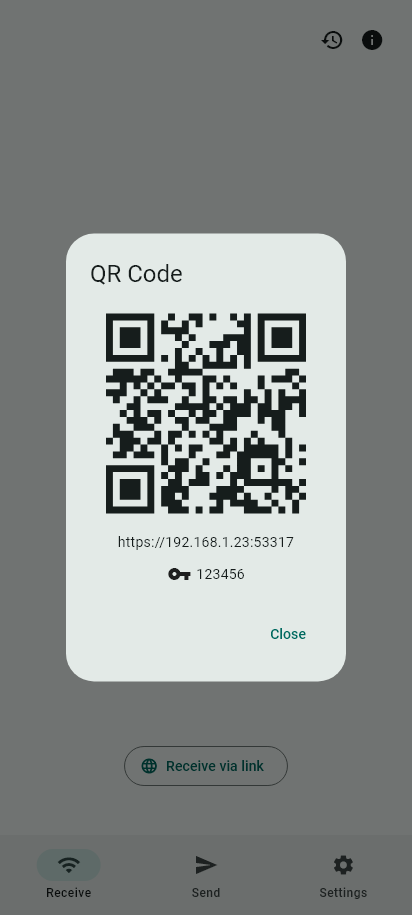 QR Code
https://192.168.1.23:53317
123456
Close
Receive via link
Receive
Send
Settings